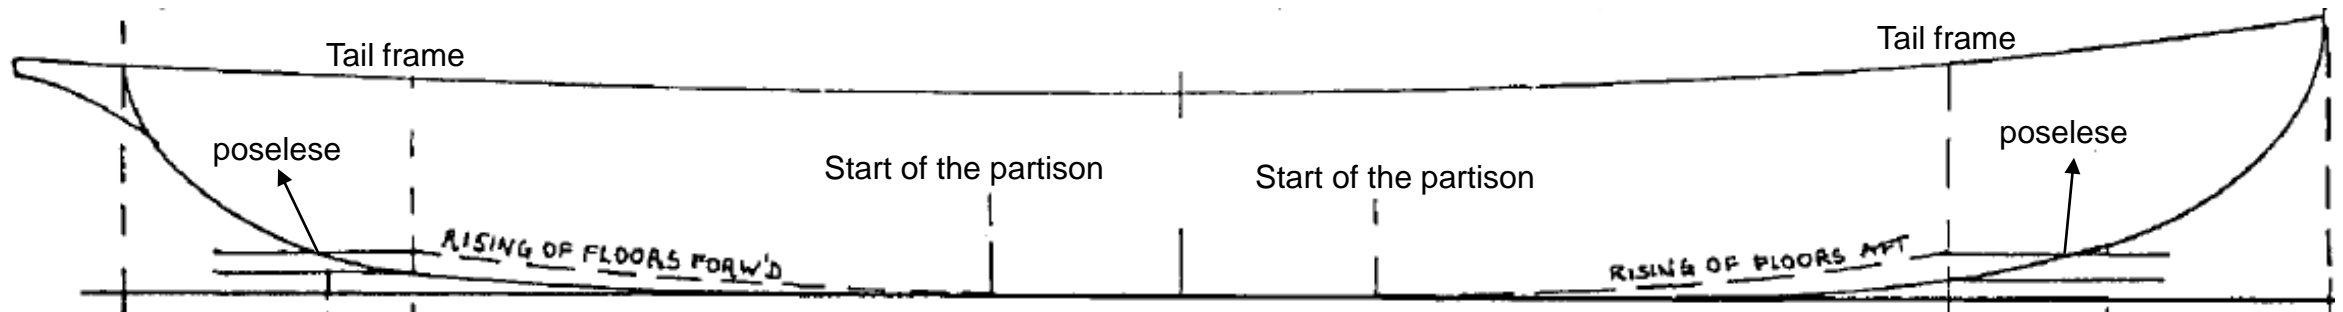 Tail frame
Tail frame
poselese
poselese
Start of the partison
Start of the partison
RISING OF FLOORS FORW'D
RISING OF FLOORS AFT